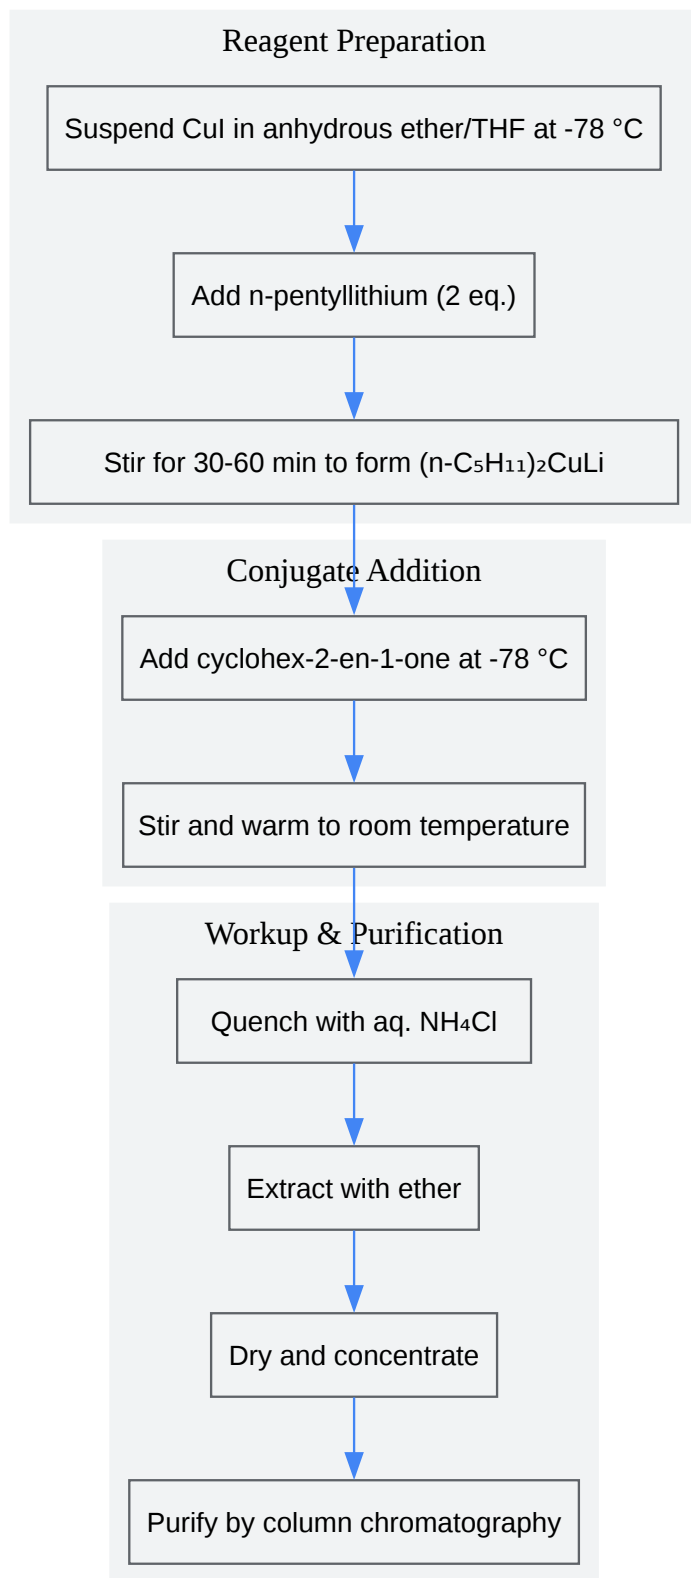 Reagent Preparation
Suspend CuI in anhydrous ether/THF at -78 °C
Add n-pentyllithium (2 eq.)
Stir for 30-60 min to form (n-C₅H₁₁)₂CuLi
Conjugate Addition
Add cyclohex-2-en-1-one at -78 °C
Stir and warm to room temperature
Workup & Purification
Quench with aq. NH₄Cl
Extract with ether
Dry and concentrate
Purify by column chromatography